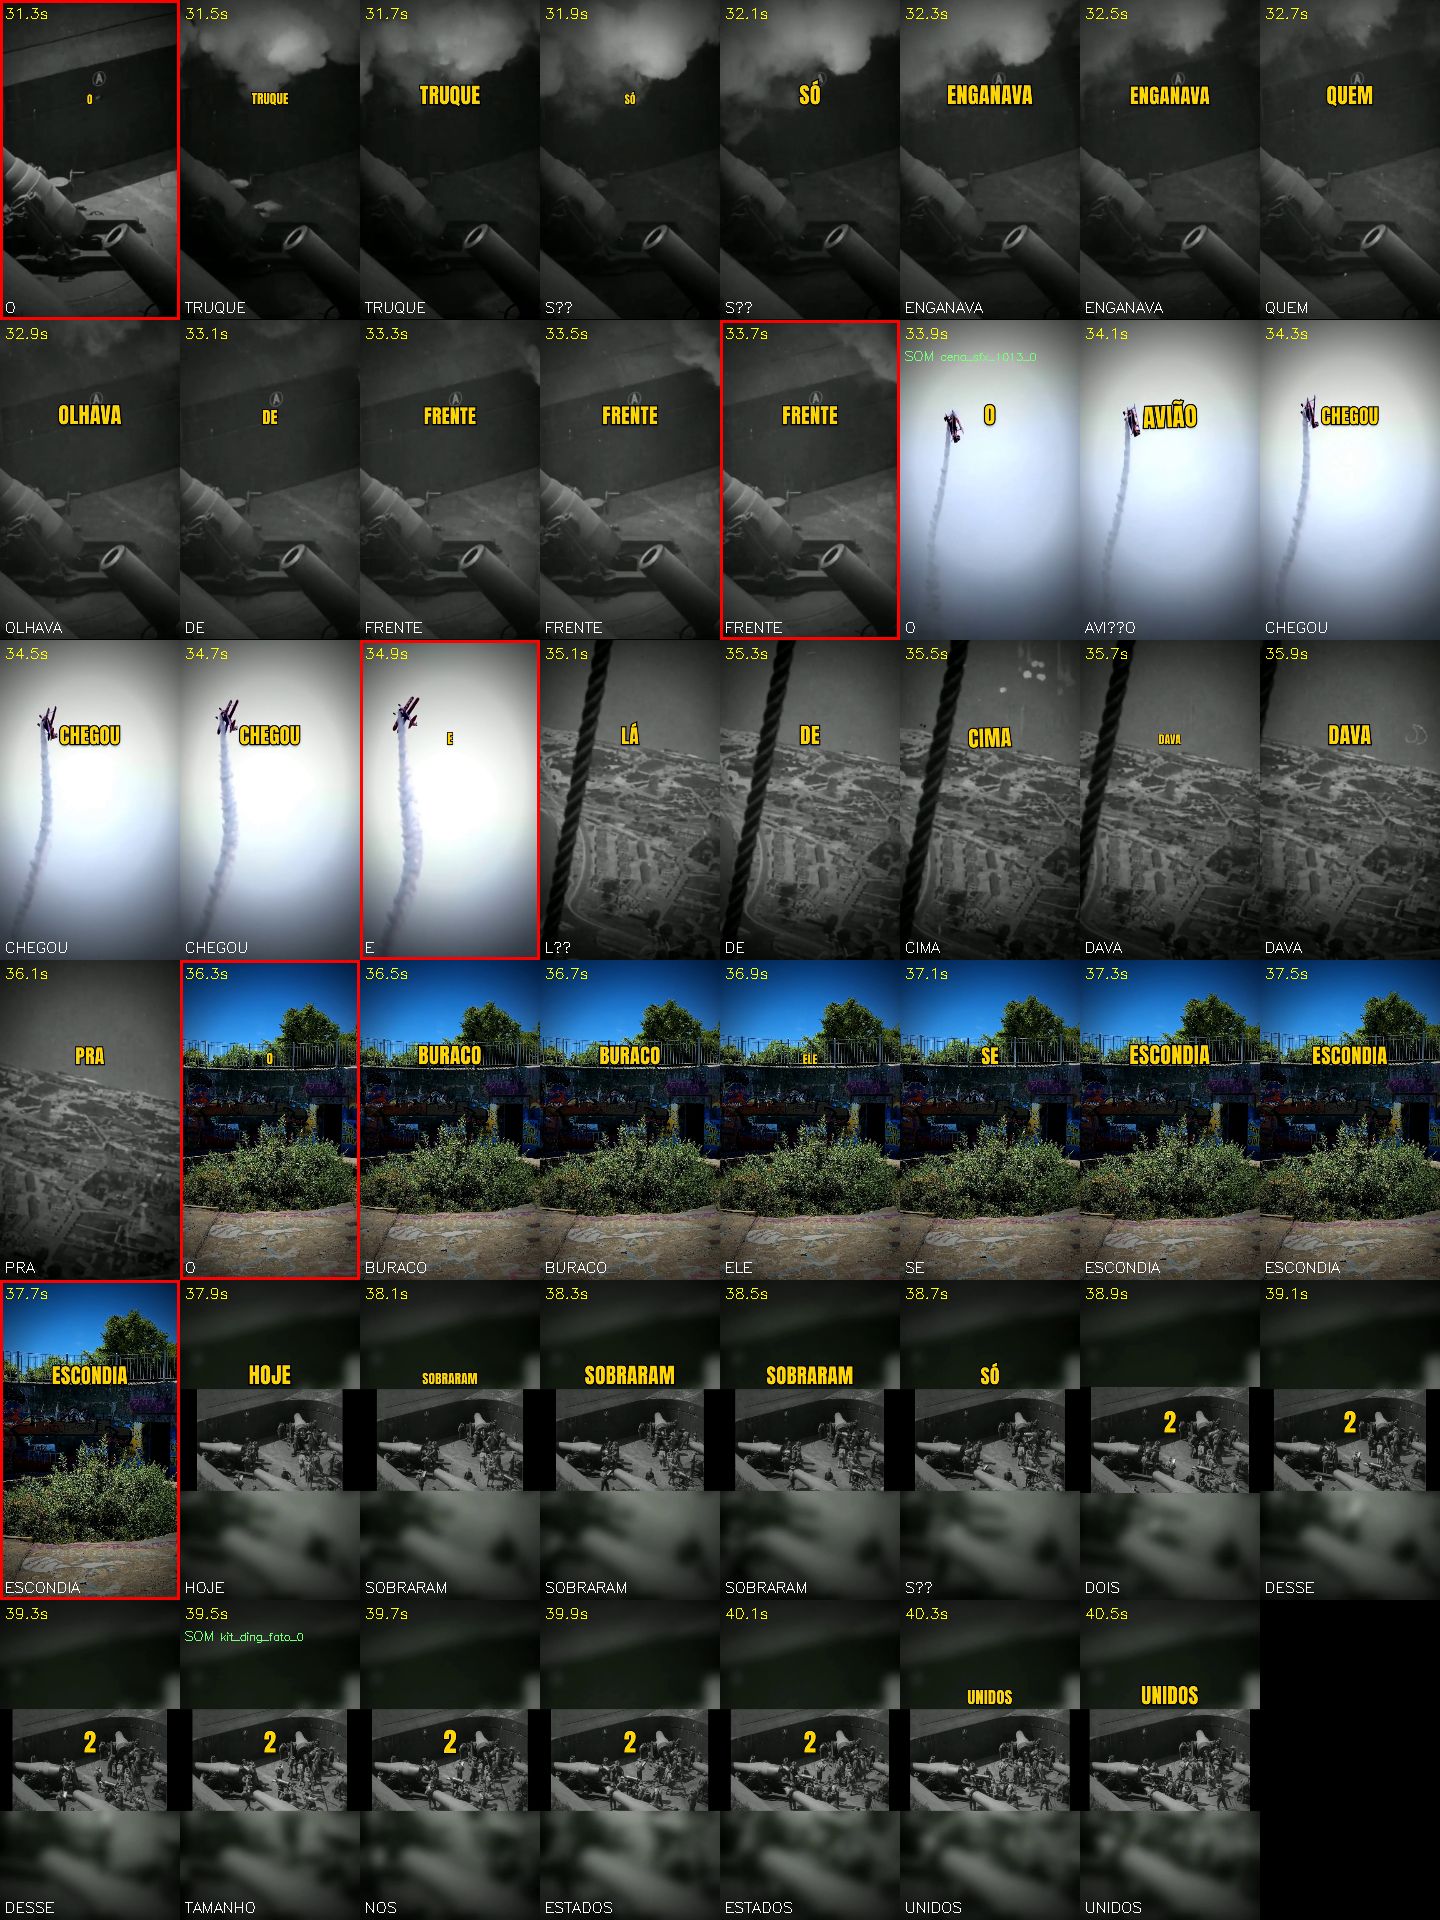 31.3s
O
O
31.5s
TRUQUE
TRUQUE
31.7s
TRUQUE
TRUQUE
31.9s
SÓ
S??
32.1s
SÓ
S??
32.3s
ENGANAVA
ENGANAVA
32.5s
ENGANAVA
ENGANAVA
32.7s
QUEM
QUEM
32.9s
OLHAVA
OLHAVA
33.1s
DE
DE
33.3s
FRENTE
FRENTE
33.5s
FRENTE
FRENTE
33.7s
FRENTE
FRENTE
33.9s
SOM cena_sfx_1013_0
O
O
34.1s
AVIÃO
AVI??O
34.3s
CHEGOU
CHEGOU
34.5s
CHEGOU
CHEGOU
34.7s
CHEGOU
CHEGOU
34.9s
E
E
35.1s
LÁ
L??
35.3s
DE
DE
35.5s
CIMA
CIMA
35.7s
DAVA
DAVA
35.9s
DAVA
DAVA
36.1s
PRA
PRA
36.3s
O
O
36.5s
BURACO
BURACO
36.7s
BURACO
BURACO
36.9s
ELE
ELE
37.1s
SE
SE
37.3s
ESCONDIA
ESCONDIA
37.5s
ESCONDIA
ESCONDIA
37.7s
ESCONDIA
ESCONDIA
37.9s
HOJE
HOJE
38.1s
SOBRARAM
SOBRARAM
38.3s
SOBRARAM
SOBRARAM
38.5s
SOBRARAM
SOBRARAM
38.7s
SÓ
S??
38.9s
2
DOIS
39.1s
2
DESSE
39.3s
2
DESSE
39.5s
SOM kit_ding_fato_0
2
TAMANHO
39.7s
2
NOS
39.9s
2
ESTADOS
40.1s
2
ESTADOS
40.3s
UNIDOS
UNIDOS
40.5s
UNIDOS
UNIDOS